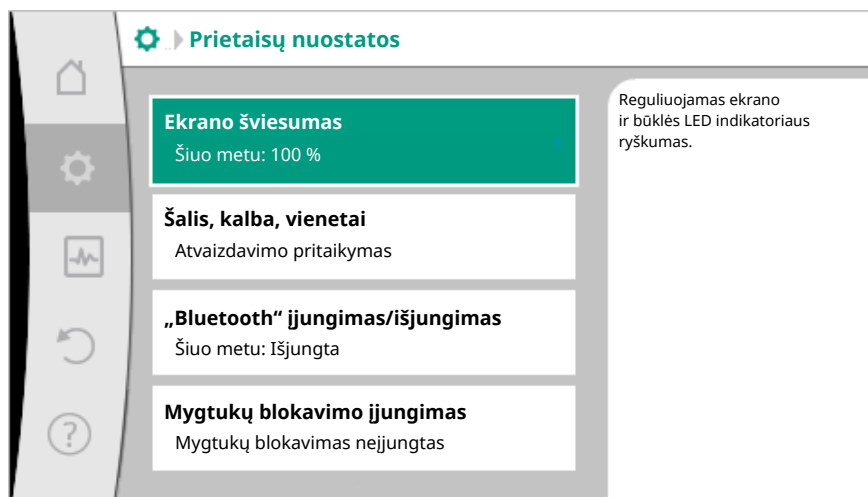 Prietaisų nuostatos
Ekrano šviesumas
Šiuo metu: 100 %
Šalis, kalba, vienetai
Atvaizdavimo pritaikymas
„Bluetooth“ įjungimas/išjungimas
Šiuo metu: Išjungta
Mygtukų blokavimo įjungimas
Mygtukų blokavimas neįjungtas
Reguliuojamas ekrano
ir būklės LED indikatoriaus
ryškumas.